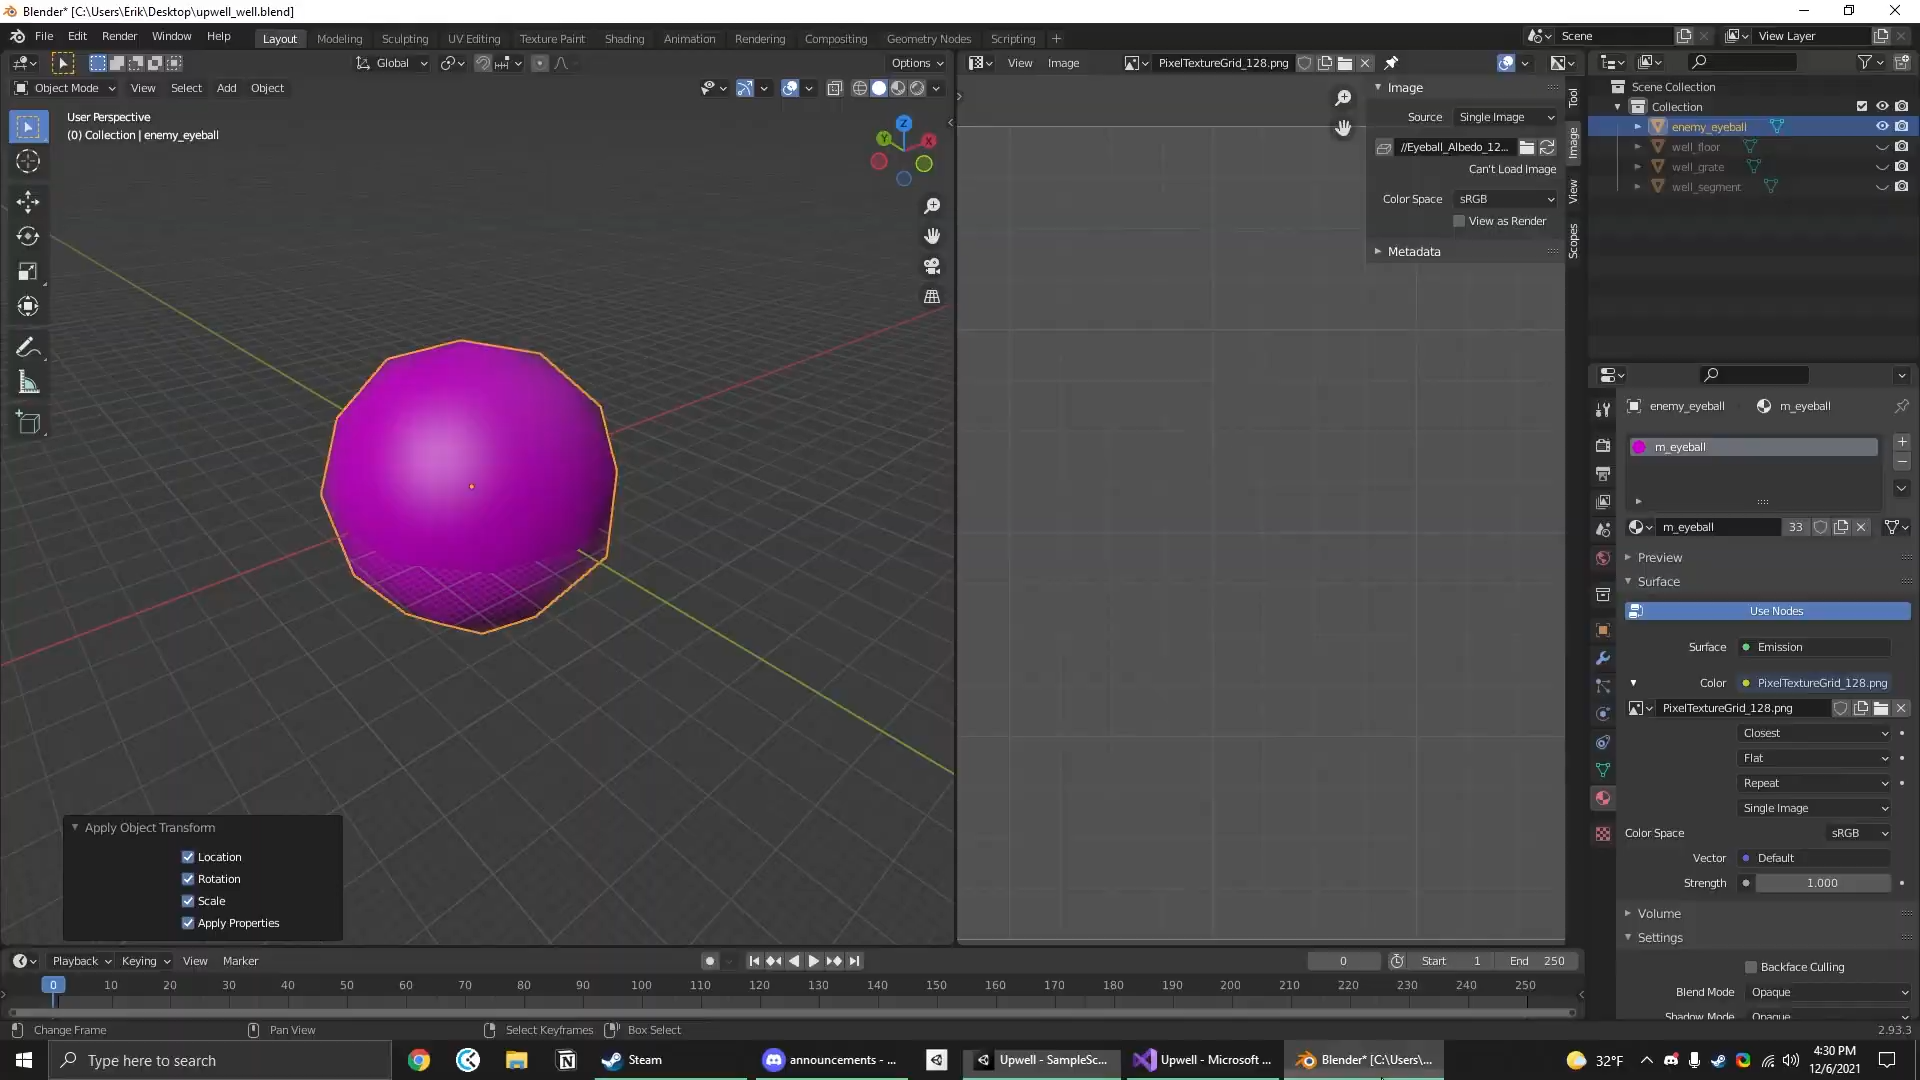 Blender* [C:\Users\Erik\Desktop\upwell_well.blend]
File Edit Render Window Help
Layout Modeling Sculpting UV Editing Texture Paint Shading Animation Rendering Compositing Geometry Nodes Scripting +
Scene
View Layer
Global
Options
View Image
PixelTextureGrid_128.png
Object Mode View Select Add Object
User Perspective
(0) Collection | enemy_eyeball
Z
Y
X
Image
Source Single Image
//Eyeball_Albedo_12...
Can't Load Image
Color Space sRGB
View as Render
Metadata
Tool
Image
View
Scopes
Scene Collection
Collection
enemy_eyeball
well_floor
well_grate
well_segment
enemy_eyeball m_eyeball
m_eyeball
m_eyeball 33
Preview
Surface
Use Nodes
Surface Emission
Color PixelTextureGrid_128.png
PixelTextureGrid_128.png
Closest
Flat
Repeat
Single Image
Color Space sRGB
Vector Default
Strength 1.000
Volume
Settings
Backface Culling
Blend Mode Opaque
Shadow Mode Opaque
Apply Object Transform
Location
Rotation
Scale
Apply Properties
Playback Keying View Marker
0 Start 1 End 250
0 10 20 30 40 50 60 70 80 90 100 110 120 130 140 150 160 170 180 190 200 210 220 230 240 250
Change Frame Pan View Select Keyframes Box Select
2.93.3
Type here to search
Steam
announcements - ...
Upwell - SampleSc...
Upwell - Microsoft ...
Blender* [C:\Users\...
32°F
4:30 PM
12/6/2021